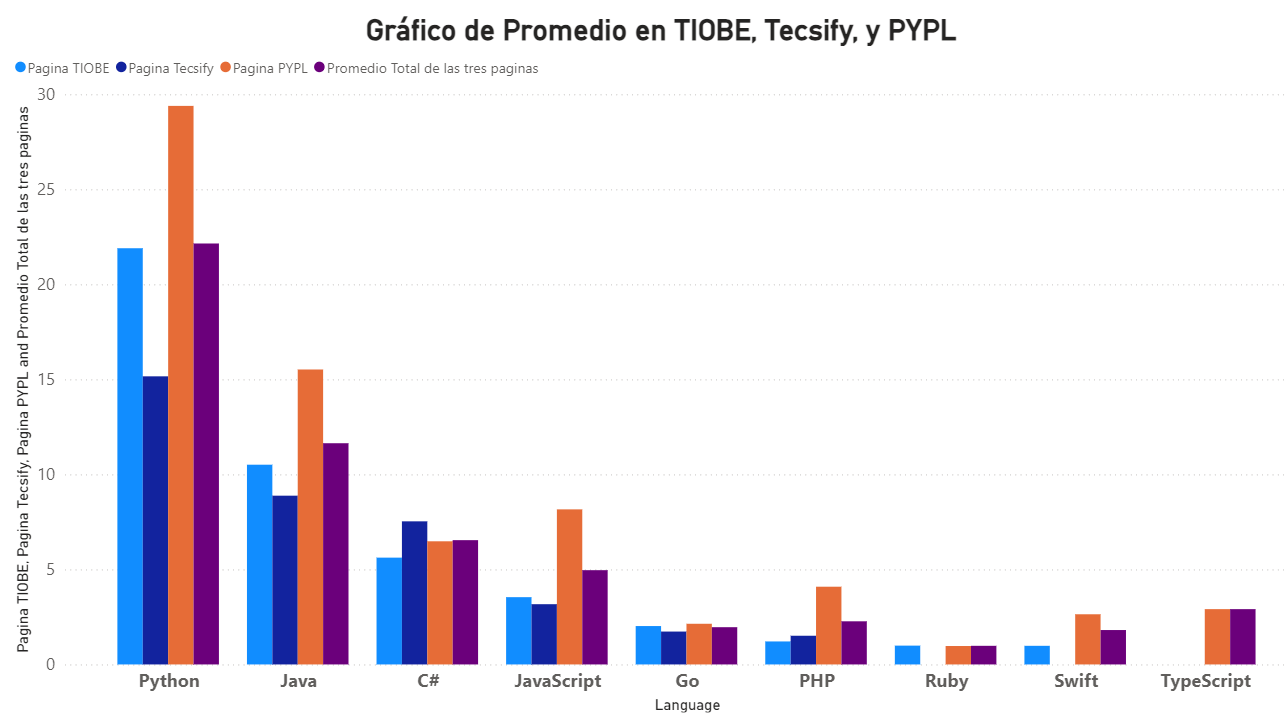 Gráfico de Promedio en TIOBE, Tecsify, y PYPL
Pagina TIOBE Pagina Tecsify Pagina PYPL Promedio Total de las tres paginas
Pagina TIOBE, Pagina Tecsify, Pagina PYPL and Promedio Total de las tres paginas
30
25
20
15
10
5
0
Python Java C# JavaScript Go PHP Ruby Swift TypeScript
Language